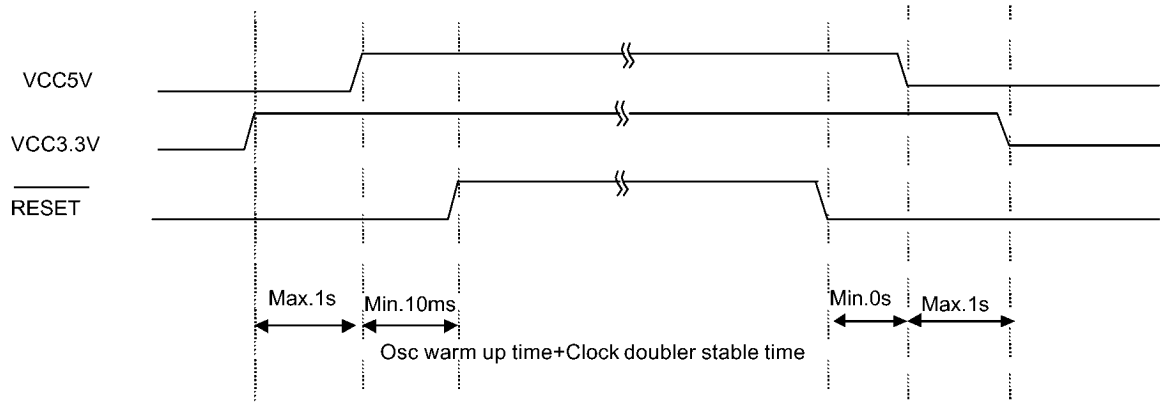 VCC5V
VCC3.3V
RESET
Max.1s
Min.10ms
Min.0s
Max.1s
Osc warm up time+Clock doubler stable time